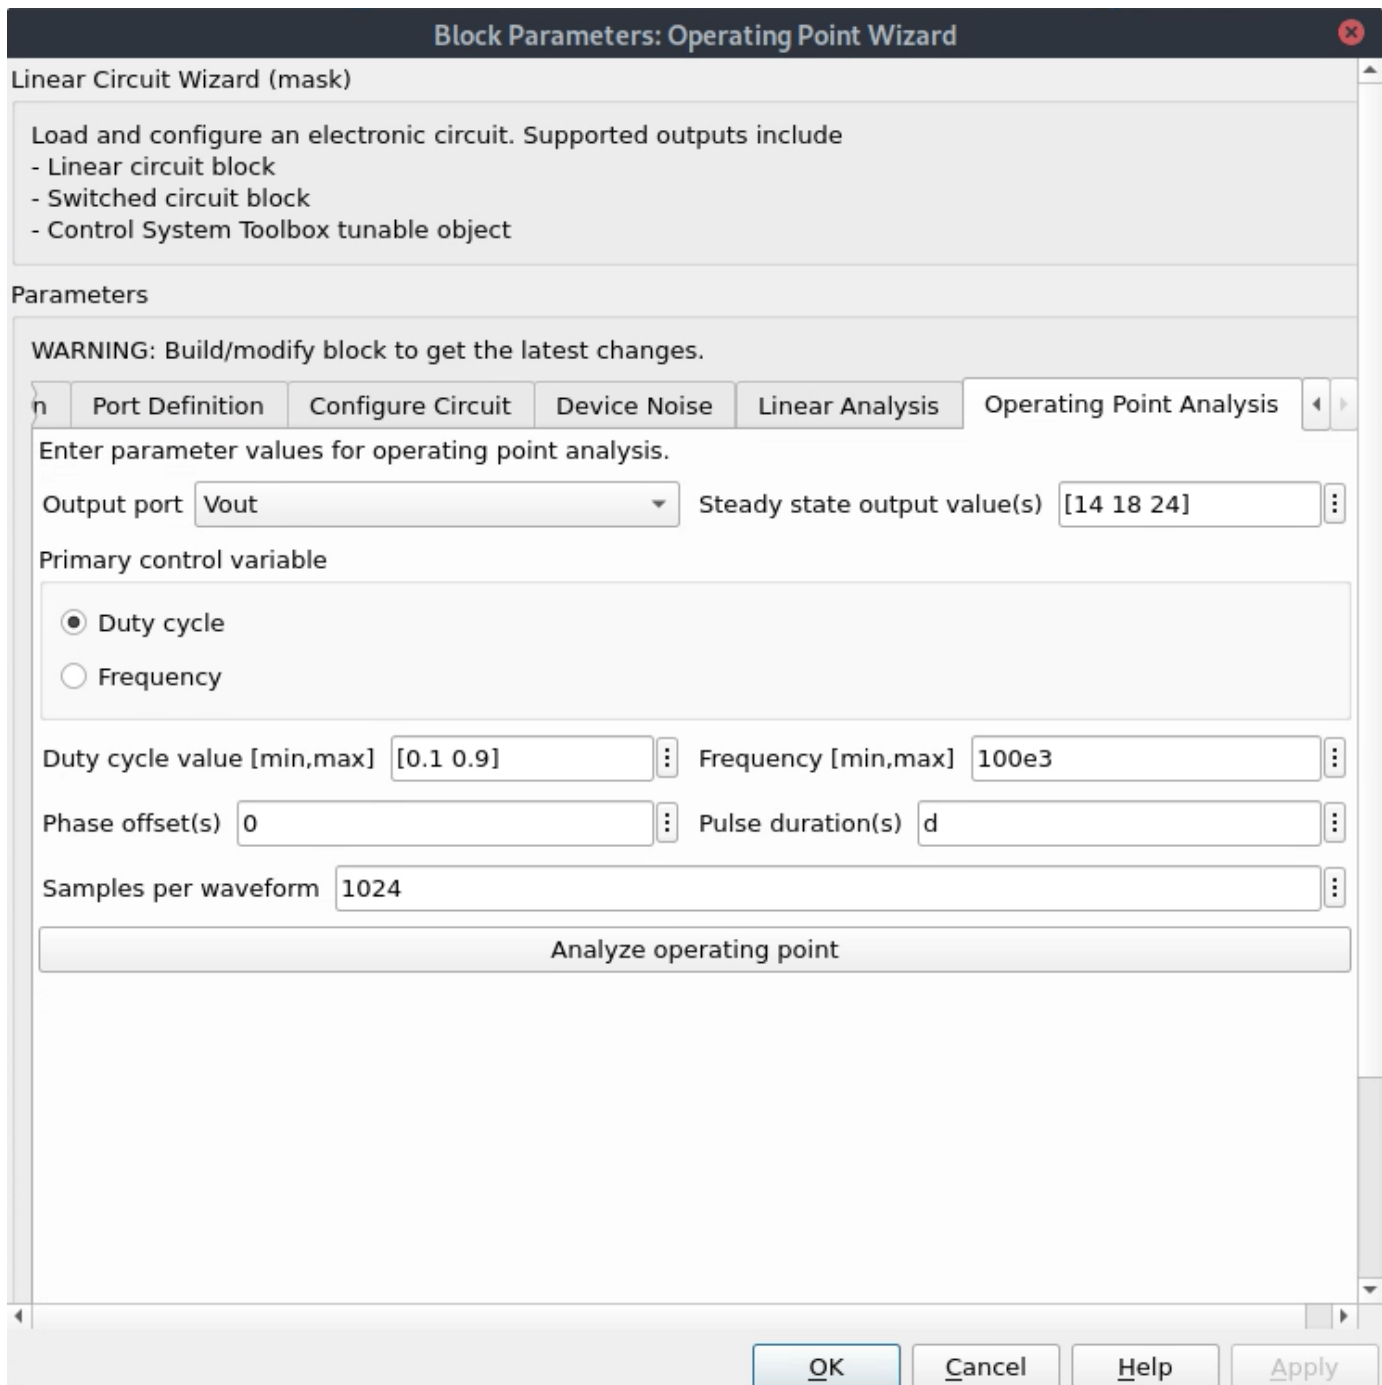 Block Parameters: Operating Point Wizard
Linear Circuit Wizard (mask)
Load and configure an electronic circuit. Supported outputs include
- Linear circuit block
- Switched circuit block
- Control System Toolbox tunable object
Parameters
WARNING: Build/modify block to get the latest changes.
n Port Definition Configure Circuit Device Noise Linear Analysis Operating Point Analysis
Enter parameter values for operating point analysis.
Output port Vout Steady state output value(s) [14 18 24]
Primary control variable
Duty cycle
Frequency
Duty cycle value [min,max] [0.1 0.9] Frequency [min,max] 100e3
Phase offset(s) 0 Pulse duration(s) d
Samples per waveform 1024
Analyze operating point
OK Cancel Help Apply